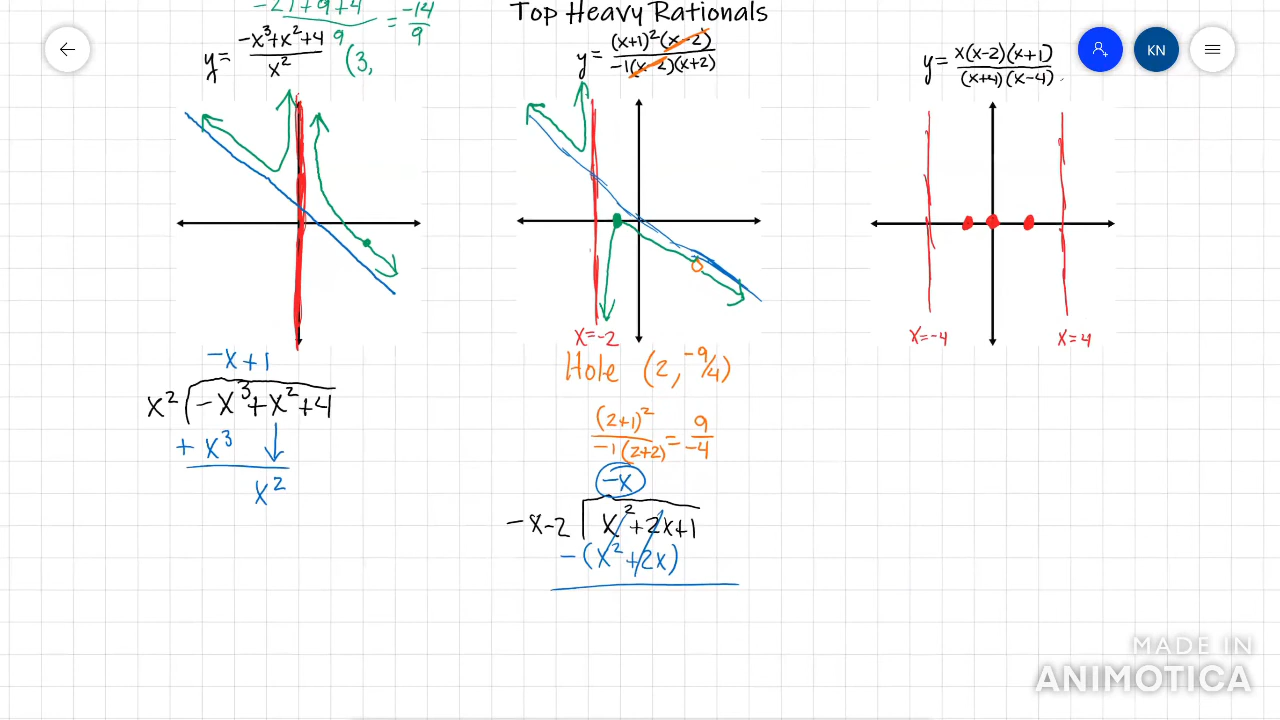 -27+9+4 / 9 = -14/9
Top Heavy Rationals
y = -x³+x²+4 / x²
(3,
y = (x+1)²(x-2) / -1(x-2)(x+2)
y = x(x-2)(x+1) / (x+4)(x-4)
KN
x=-2
x=-4
x=4
-x+1
x² -x³+x²+4
+x³
x²
Hole (2, -9/4)
(2+1)² / -1(2+2) = 9 / -4
-x
-x-2 x²+2x+1
-(x²+2x)
MADE IN
ANIMOTICA